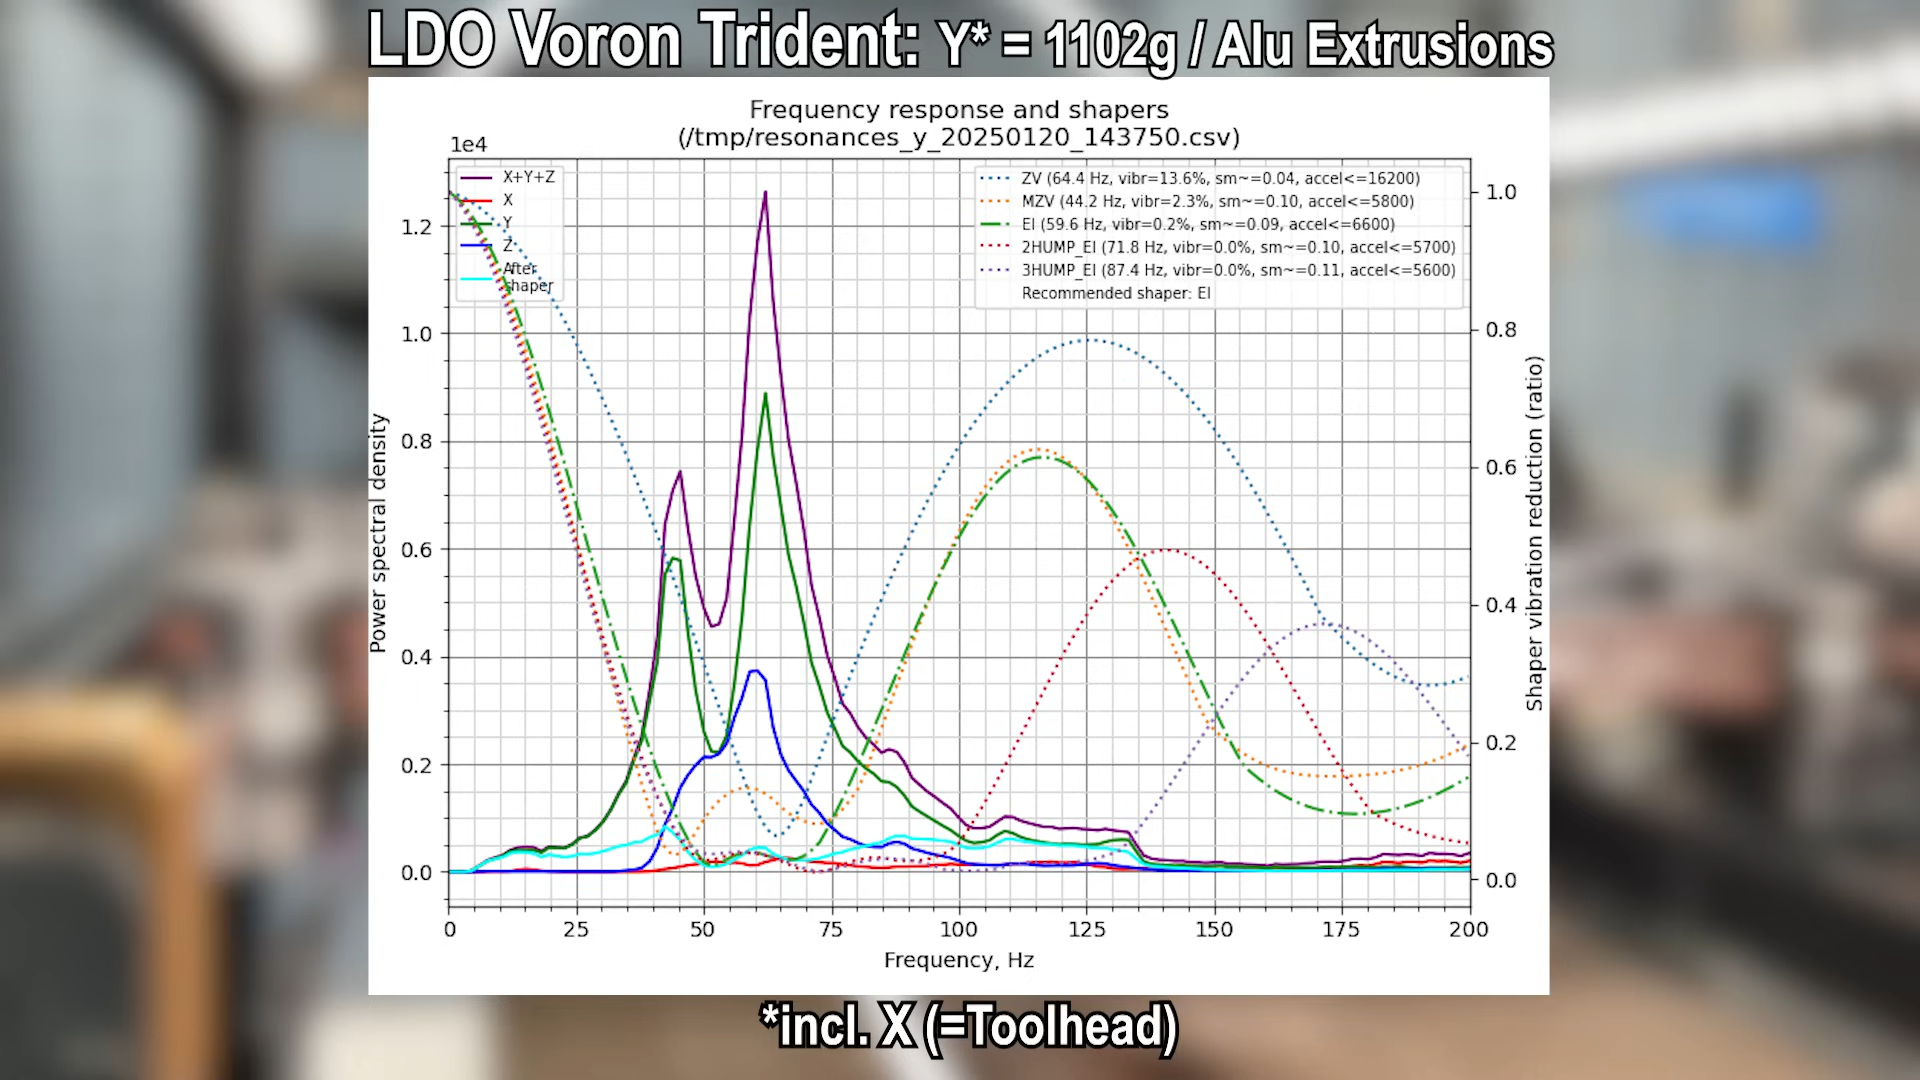 LDO Voron Trident: Y* = 1102g / Alu Extrusions
Frequency response and shapers
(/tmp/resonances_y_20250120_143750.csv)
1e4
X+Y+Z
X
Y
Z
After
shaper
ZV (64.4 Hz, vibr=13.6%, sm~=0.04, accel<=16200)
MZV (44.2 Hz, vibr=2.3%, sm~=0.10, accel<=5800)
EI (59.6 Hz, vibr=0.2%, sm~=0.09, accel<=6600)
2HUMP_EI (71.8 Hz, vibr=0.0%, sm~=0.10, accel<=5700)
3HUMP_EI (87.4 Hz, vibr=0.0%, sm~=0.11, accel<=5600)
Recommended shaper: EI
Power spectral density
1.2
1.0
0.8
0.6
0.4
0.2
0.0
1.0
0.8
0.6
0.4
0.2
0.0
Shaper vibration reduction (ratio)
0 25 50 75 100 125 150 175 200
Frequency, Hz
*incl. X (=Toolhead)